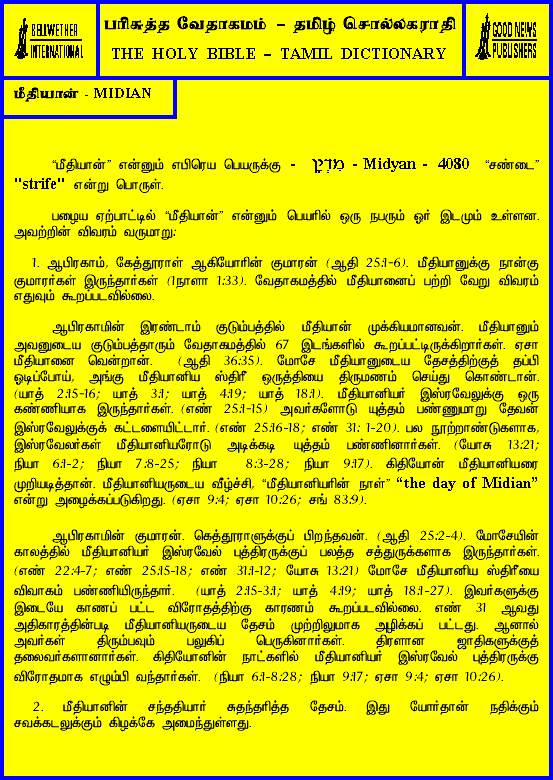 BELLWETHER
INTERNATIONAL
பரிசுத்த வேதாகமம் – தமிழ் சொல்லகராதி
THE HOLY BIBLE – TAMIL DICTIONARY
GOOD NEWS
PUBLISHERS
மீதியான் - MIDIAN
“மீதியான்” என்னும் எபிரெய பெயருக்கு - מִדְיָן - Midyan - 4080 “சண்டை”
"strife" என்று பொருள்.
பழைய ஏற்பாட்டில் “மீதியான்” என்னும் பெயரில் ஒரு நபரும் ஓர் இடமும் உள்ளன.
அவற்றின் விவரம் வருமாறு:
1. ஆபிரகாம், கேத்தூராள் ஆகியோரின் குமாரன் (ஆதி 25:1-6). மீதியானுக்கு நான்கு
குமாரர்கள் இருந்தார்கள் (1நாளா 1:33). வேதாகமத்தில் மீதியானைப் பற்றி வேறு விவரம்
எதுவும் கூறப்படவில்லை.
ஆபிரகாமின் இரண்டாம் குடும்பத்தில் மீதியான் முக்கியமானவன். மீதியானும்
அவனுடைய குடும்பத்தாரும் வேதாகமத்தில் 67 இடங்களில் கூறப்பட்டிருக்கிறார்கள். ஏசா
மீதியானை வென்றான். (ஆதி 36:35). மோசே மீதியானுடைய தேசத்திற்குத் தப்பி
ஓடிப்போய், அங்கு மீதியானிய ஸ்திரீ ஒருத்தியை திருமணம் செய்து கொண்டான்.
(யாத் 2:15-16; யாத் 3:1; யாத் 4:19; யாத் 18:1). மீதியானியர் இஸ்ரவேலுக்கு ஒரு
கண்ணியாக இருந்தார்கள். (எண் 25:1-15) அவர்களோடு யுத்தம் பண்ணுமாறு தேவன்
இஸ்ரவேலுக்குக் கட்டளையிட்டார். (எண் 25:16-18; எண் 31: 1-20). பல நூற்றாண்டுகளாக,
இஸ்ரவேலர்கள் மீதியானியரோடு அடிக்கடி யுத்தம் பண்ணினார்கள். (யோசு 13:21;
நியா 6:1-2; நியா 7:8-25; நியா 8:3-28; நியா 9:17). கிதியோன் மீதியானியரை
முறியடித்தான். மீதியானியருடைய வீழ்ச்சி, “மீதியானியரின் நாள்” “the day of Midian”
என்று அழைக்கப்படுகிறது. (ஏசா 9:4; ஏசா 10:26; சங் 83:9).
ஆபிரகாமின் குமாரன். கெத்தூராளுக்குப் பிறந்தவன். (ஆதி 25:2-4). மோசேயின்
காலத்தில் மீதியானியர் இஸ்ரவேல் புத்திரருக்குப் பலத்த சத்துருக்களாக இருந்தார்கள்.
(எண் 22:4-7; எண் 25:15-18; எண் 31:1-12; யோசு 13:21) மோசே மீதியானிய ஸ்திரீயை
விவாகம் பண்ணியிருந்தார். (யாத் 2:15-3:1; யாத் 4:19; யாத் 18:1-27). இவர்களுக்கு
இடையே காணப் பட்ட விரோதத்திற்கு காரணம் கூறப்படவில்லை. எண் 31 ஆவது
அதிகாரத்தின்படி மீதியானியருடைய தேசம் முற்றிலுமாக அழிக்கப் பட்டது. ஆனால்
அவர்கள் திரும்பவும் பலுகிப் பெருகினார்கள். திரளான ஜாதிகளுக்குத்
தலைவர்களானார்கள். கிதியோனின் நாட்களில் மீதியானியர் இஸ்ரவேல் புத்திரருக்கு
விரோதமாக எழும்பி வந்தார்கள். (நியா 6:1-8:28; நியா 9:17; ஏசா 9:4; ஏசா 10:26).
2. மீதியானின் சந்ததியார் சுதந்தரித்த தேசம். இது யோர்தான் நதிக்கும்
சவக்கடலுக்கும் கிழக்கே அமைந்துள்ளது.